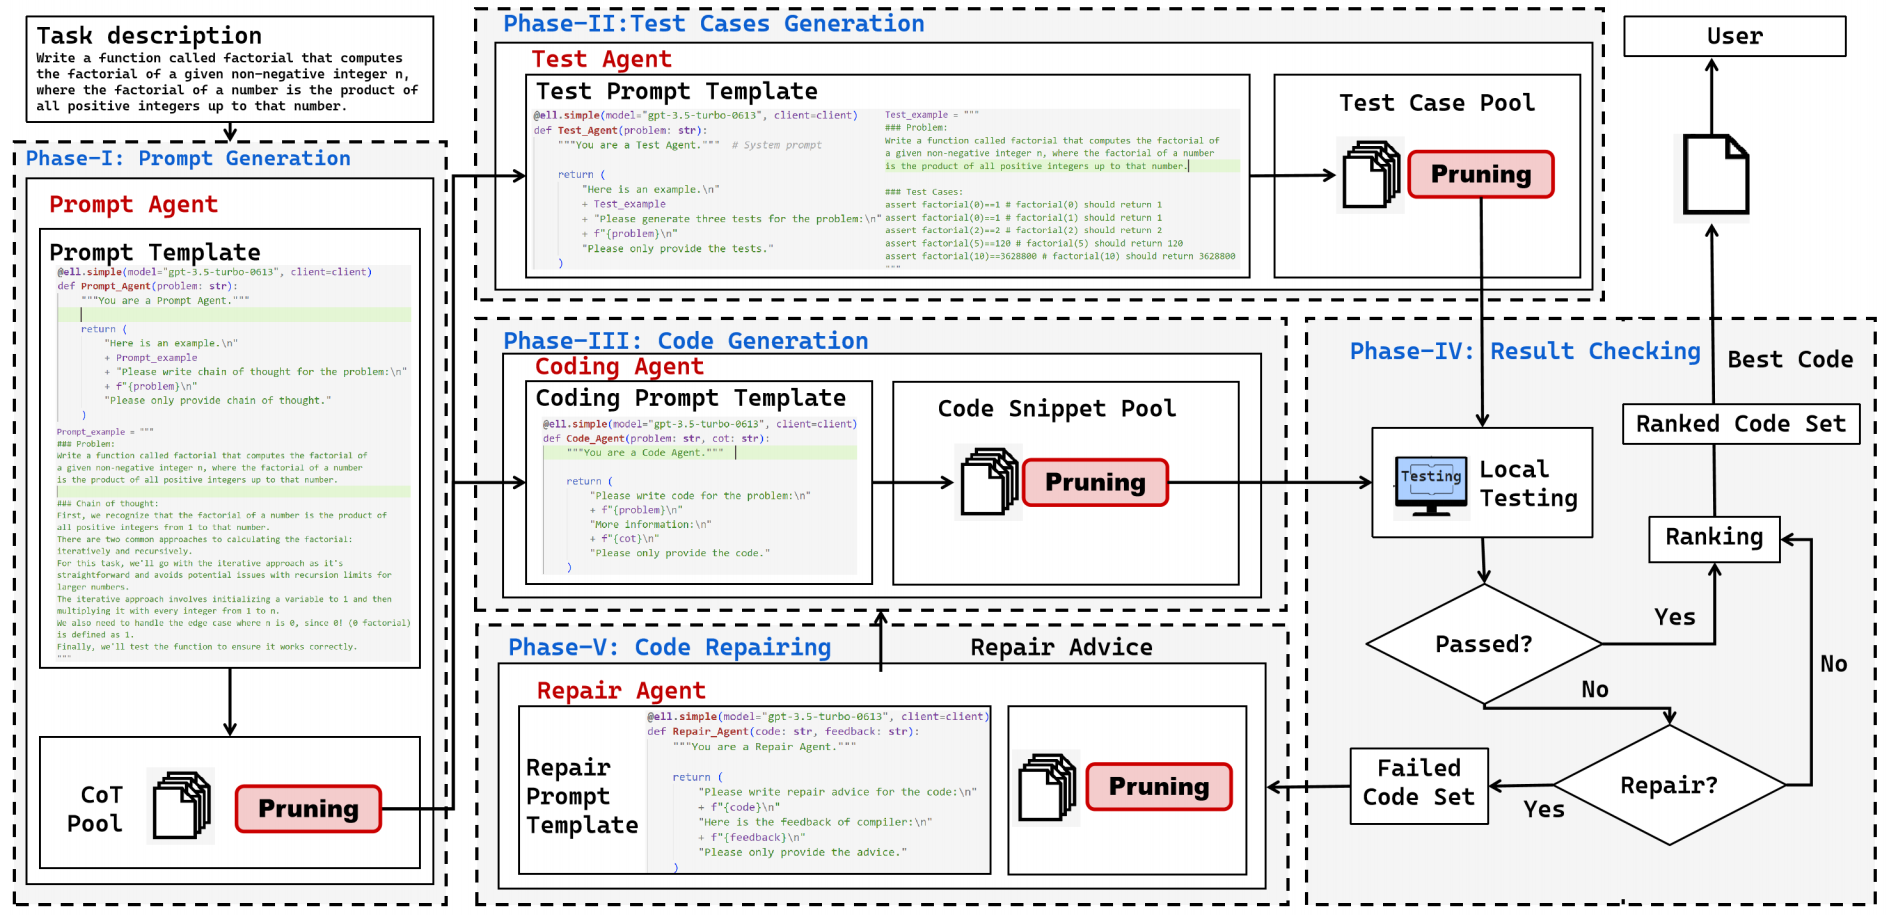 Task description
Write a function called factorial that computes
the factorial of a given non-negative integer n,
where the factorial of a number is the product of
all positive integers up to that number.
Phase-I: Prompt Generation
Prompt Agent
Prompt Template
@ell.simple(model="gpt-3.5-turbo-0613", client=client)
def Prompt_Agent(problem: str):
"""You are a Prompt Agent."""
return (
"Here is an example.\n"
+ Prompt_example
+ "Please write chain of thought for the problem:\n"
+ f"{problem}\n"
"Please only provide chain of thought."
)
Prompt_example = """
### Problem:
Write a function called factorial that computes the factorial of
a given non-negative integer n, where the factorial of a number
is the product of all positive integers up to that number.
### Chain of thought:
First, we recognize that the factorial of a number is the product of
all positive integers from 1 to that number.
There are two common approaches to calculating the factorial:
iteratively and recursively.
For this task, we'll go with the iterative approach as it's
straightforward and avoids potential issues with recursion limits for
larger numbers.
The iterative approach involves initializing a variable to 1 and then
multiplying it with every integer from 1 to n.
We also need to handle the edge case where n is 0, since 0! (0 factorial)
is defined as 1.
Finally, we'll test the function to ensure it works correctly.
"""
CoT
Pool
Pruning
Phase-II:Test Cases Generation
Test Agent
Test Prompt Template
@ell.simple(model="gpt-3.5-turbo-0613", client=client)
def Test_Agent(problem: str):
"""You are a Test Agent.""" # System prompt
return (
"Here is an example.\n"
+ Test_example
+ "Please generate three tests for the problem:\n"
+ f"{problem}\n"
"Please only provide the tests."
)
Test_example = """
### Problem:
Write a function called factorial that computes the factorial of
a given non-negative integer n, where the factorial of a number
is the product of all positive integers up to that number.
### Test Cases:
assert factorial(0)==1 # factorial(0) should return 1
assert factorial(0)==1 # factorial(1) should return 1
assert factorial(2)==2 # factorial(2) should return 2
assert factorial(5)==120 # factorial(5) should return 120
assert factorial(10)==3628800 # factorial(10) should return 3628800
"""
Test Case Pool
Pruning
Phase-III: Code Generation
Coding Agent
Coding Prompt Template
@ell.simple(model="gpt-3.5-turbo-0613", client=client)
def Code_Agent(problem: str, cot: str):
"""You are a Code Agent."""
return (
"Please write code for the problem:\n"
+ f"{problem}\n"
"More information:\n"
+ f"{cot}\n"
"Please only provide the code."
)
Code Snippet Pool
Pruning
Phase-V: Code Repairing
Repair Advice
Repair Agent
Repair
Prompt
Template
@ell.simple(model="gpt-3.5-turbo-0613", client=client)
def Repair_Agent(code: str, feedback: str):
"""You are a Repair Agent."""
return (
"Please write repair advice for the code:\n"
+ f"{code}\n"
"Here is the feedback of compiler:\n"
+ f"{feedback}\n"
"Please only provide the advice."
)
Pruning
User
Phase-IV: Result Checking
Best Code
Ranked Code Set
Testing
Local
Testing
Ranking
Yes
Passed?
No
No
Failed
Code Set
Repair?
Yes